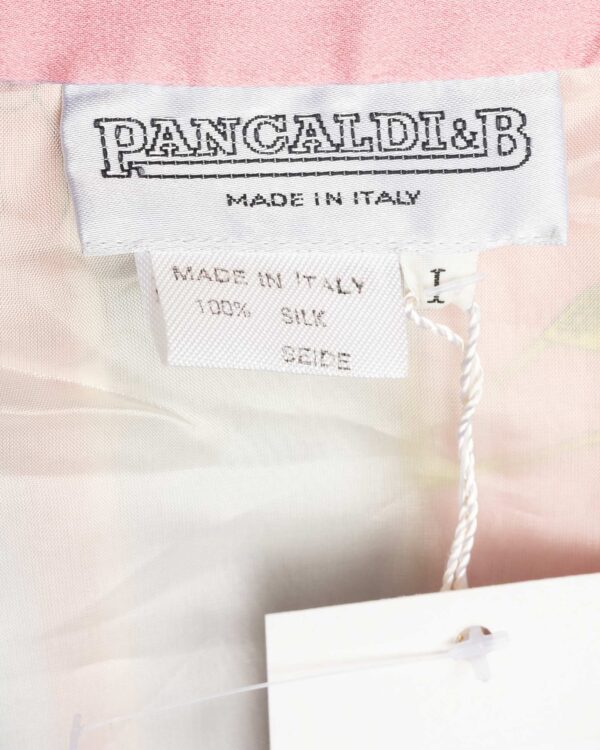 PANCALDI&B
MADE IN ITALY
MADE IN ITALY
100% SILK
SEIDE
I